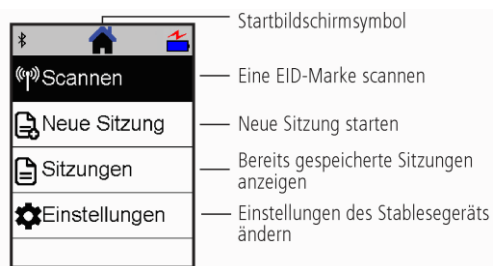 Startbildschirmsymbol
Scannen
Eine EID-Marke scannen
Neue Sitzung
Neue Sitzung starten
Sitzungen
Bereits gespeicherte Sitzungen
anzeigen
Einstellungen
Einstellungen des Stablesegeräts
ändern